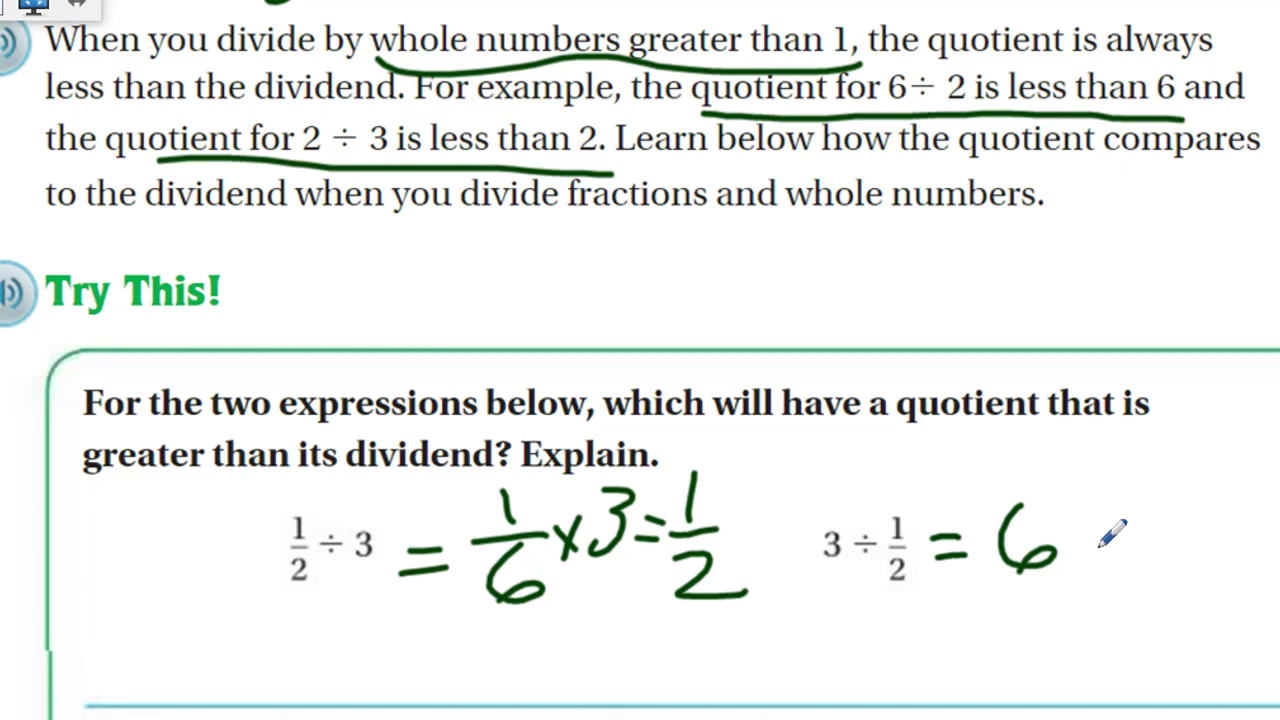 When you divide by whole numbers greater than 1, the quotient is always
less than the dividend. For example, the quotient for 6 ÷ 2 is less than 6 and
the quotient for 2 ÷ 3 is less than 2. Learn below how the quotient compares
to the dividend when you divide fractions and whole numbers.
Try This!
For the two expressions below, which will have a quotient that is
greater than its dividend? Explain.
1/2 ÷ 3 = 1/6 x 3 = 1/2 3 ÷ 1/2 = 6